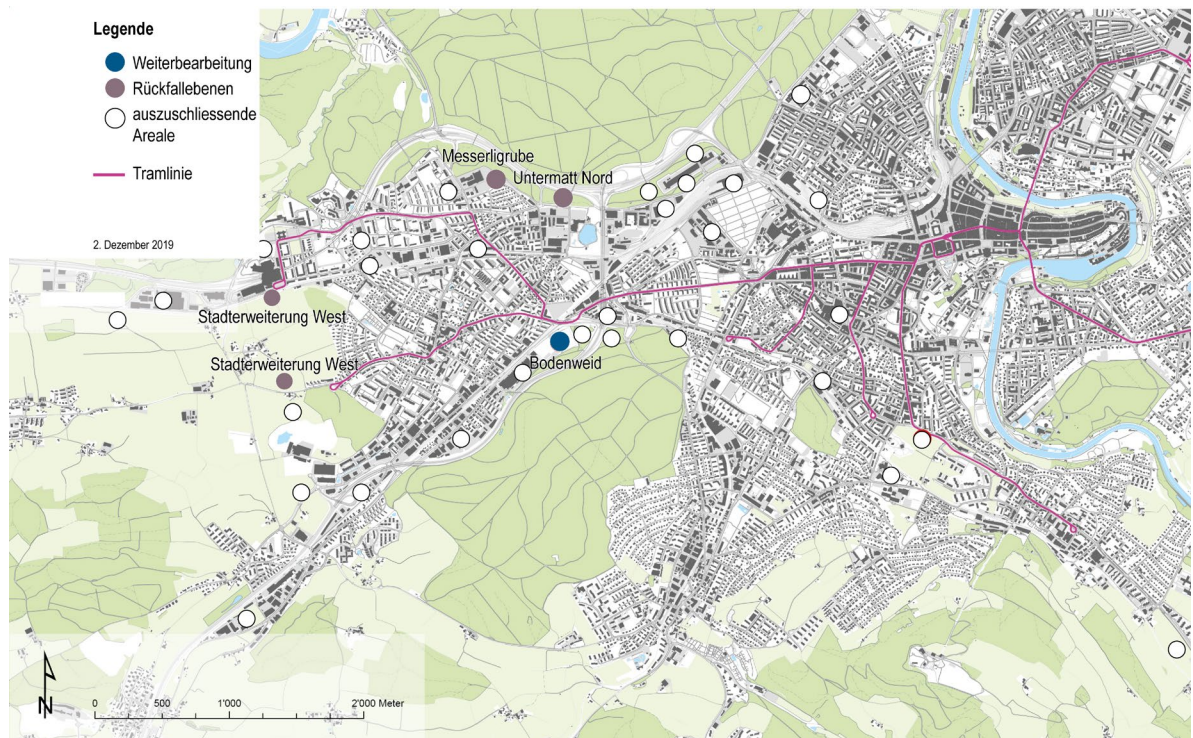 Legende
Weiterbearbeitung
Rückfallebenen
auszuschliessende
Areale
Tramlinie
2. Dezember 2019
Messerligrube
Untermatt Nord
Stadterweiterung West
Stadterweiterung West
Bodenweid
N
0 500 1'000 2'000 Meter